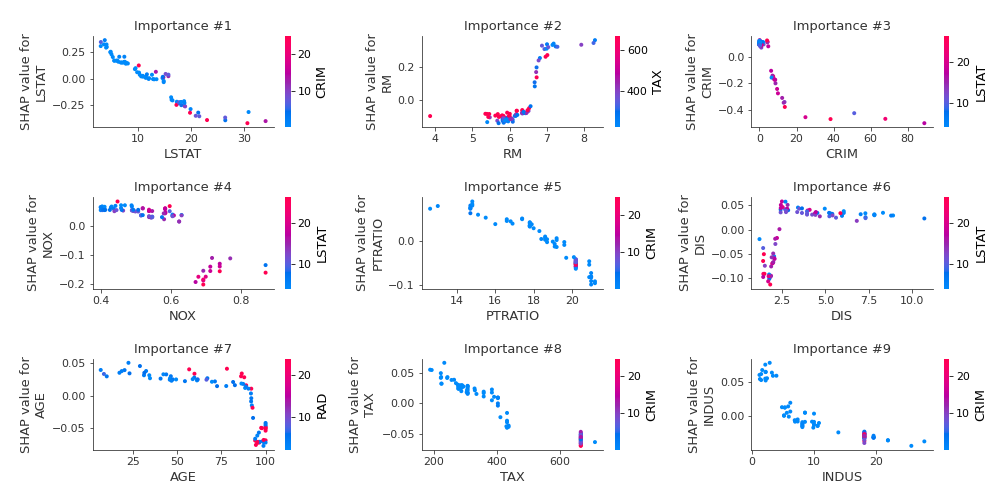 Importance #1
SHAP value for
LSTAT
0.25
0.00
−0.25
10
20
30
LSTAT
20
10
CRIM
Importance #2
SHAP value for
RM
0.2
0.0
4
5
6
7
8
RM
600
400
TAX
Importance #3
SHAP value for
CRIM
0.0
−0.2
−0.4
0
20
40
60
80
CRIM
20
10
LSTAT
Importance #4
SHAP value for
NOX
0.0
−0.1
−0.2
0.4
0.6
0.8
NOX
20
10
LSTAT
Importance #5
SHAP value for
PTRATIO
0.0
−0.1
14
16
18
20
PTRATIO
20
10
CRIM
Importance #6
SHAP value for
DIS
0.05
0.00
−0.05
−0.10
2.5
5.0
7.5
10.0
DIS
20
10
LSTAT
Importance #7
SHAP value for
AGE
0.05
0.00
−0.05
25
50
75
100
AGE
20
10
RAD
Importance #8
SHAP value for
TAX
0.05
0.00
−0.05
200
400
600
TAX
20
10
CRIM
Importance #9
SHAP value for
INDUS
0.05
0.00
0
10
20
INDUS
20
10
CRIM